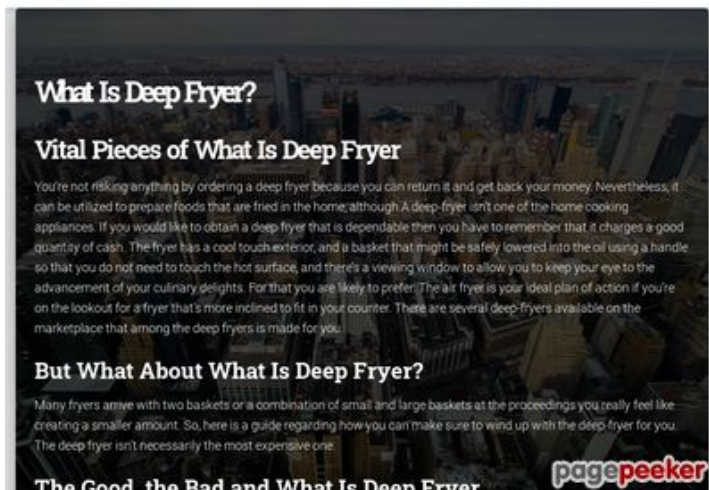 What Is Deep Fryer?
Vital Pieces of What Is Deep Fryer
You're not risking anything by ordering a deep fryer because you can return it and get back your money. Nevertheless, it
can be utilized to prepare foods that are fried in the home, although A deep-fryer isn't one of the home cooking
appliances. If you would like to obtain a deep fryer that is dependable then you have to remember that it charges a good
quantity of cash. The fryer has a cool touch exterior, and a basket that might be safely lowered into the oil using a handle
so that you do not need to touch the hot surface, and there's a viewing window to allow you to keep your eye to the
advancement of your culinary delights. For that you are likely to prefer. The air fryer is your ideal plan of action if you're
on the lookout for a fryer that's more inclined to fit in your counter. There are several deep-fryers available on the
marketplace that among the deep fryers is made for you.
But What About What Is Deep Fryer?
Many fryers arrive with two baskets or a combination of small and large baskets at the proceedings you really feel like
creating a smaller amount. So, here is a guide regarding how you can make sure to wind up with the deep-fryer for you.
The deep fryer isn't necessarily the most expensive one.
The Good, the Bad and What Is Deep Fryer
pagepeeker